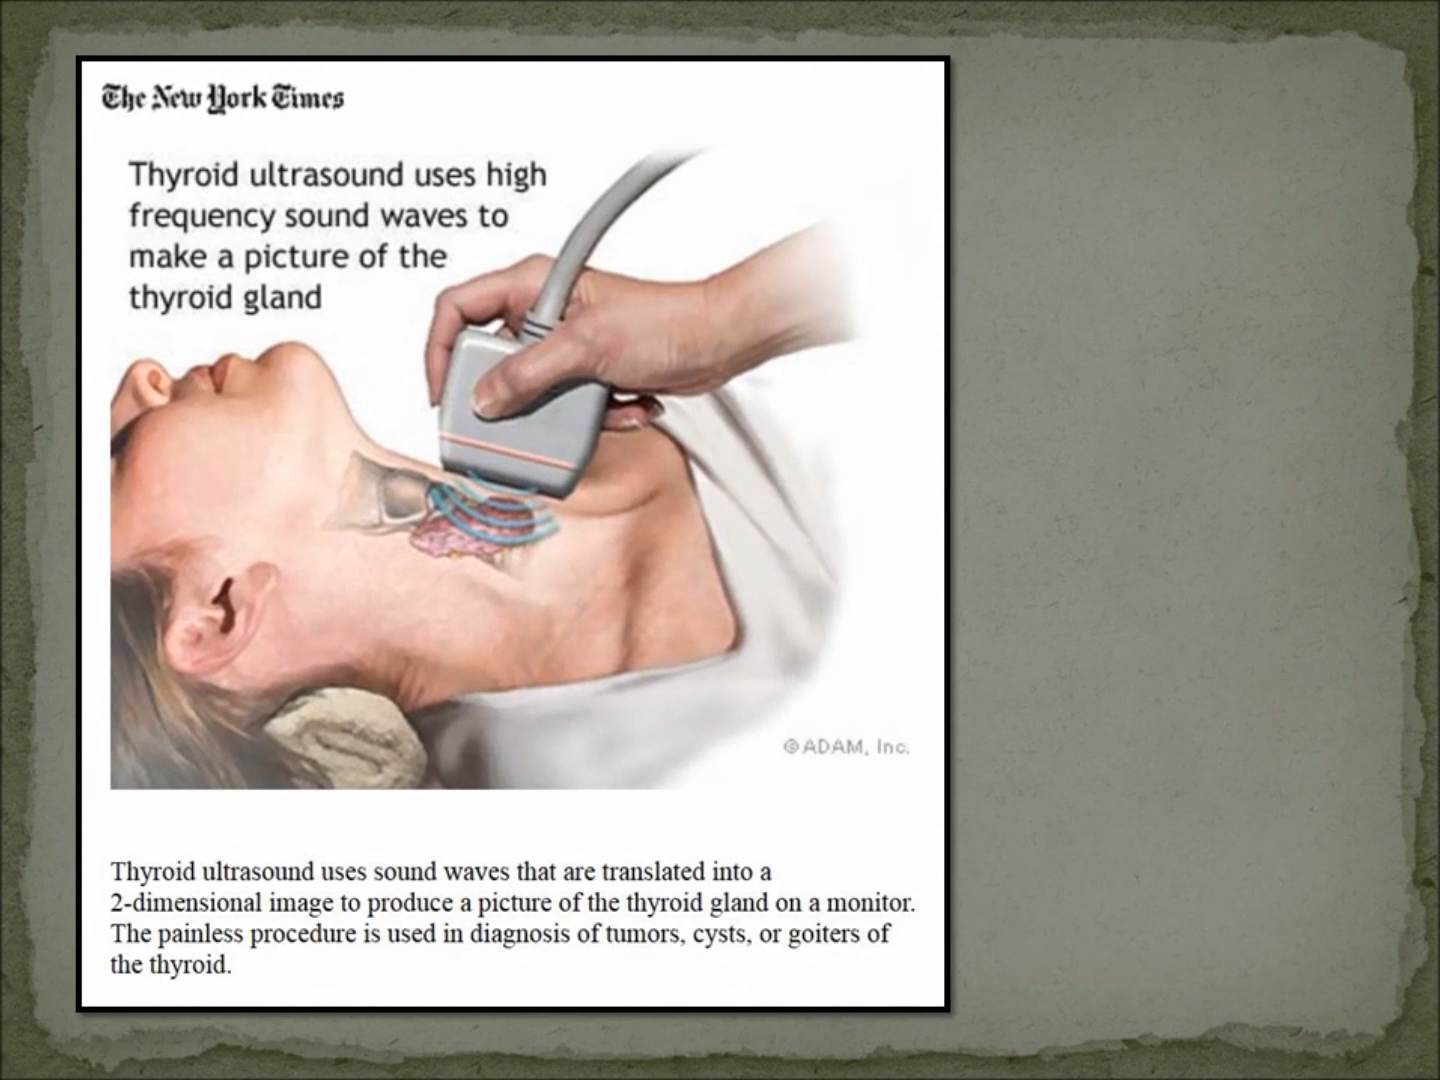 The New York Times
Thyroid ultrasound uses high
frequency sound waves to
make a picture of the
thyroid gland
©ADAM, Inc.
Thyroid ultrasound uses sound waves that are translated into a
2-dimensional image to produce a picture of the thyroid gland on a monitor.
The painless procedure is used in diagnosis of tumors, cysts, or goiters of
the thyroid.